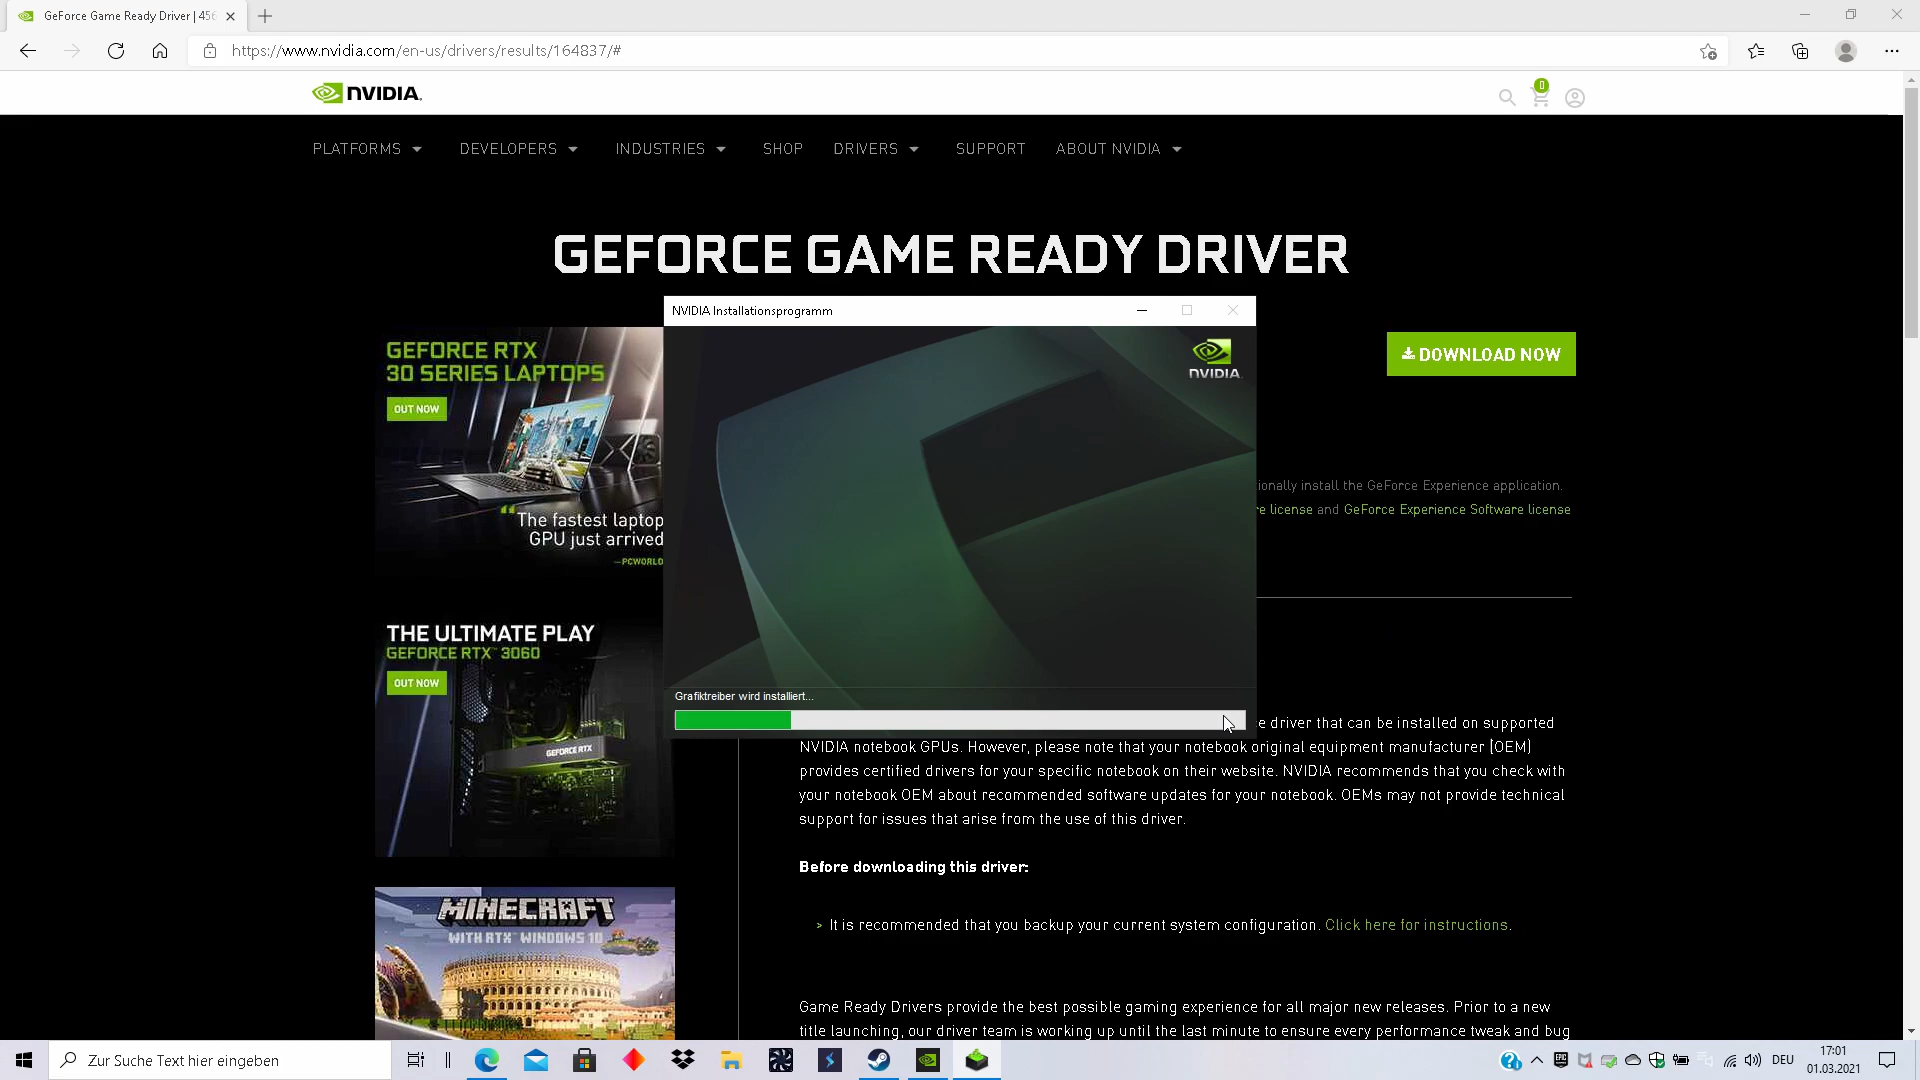 GeForce Game Ready Driver | 456
https://www.nvidia.com/en-us/drivers/results/164837/#
NVIDIA.
0
PLATFORMS
DEVELOPERS
INDUSTRIES
SHOP
DRIVERS
SUPPORT
ABOUT NVIDIA
GEFORCE GAME READY DRIVER
NVIDIA Installationsprogramm
GEFORCE RTX
30 SERIES LAPTOPS
OUT NOW
"The fastest laptop
GPU just arrived
—PCWORLD
NVIDIA.
DOWNLOAD NOW
ionally install the GeForce Experience application.
re license and GeForce Experience Software license
THE ULTIMATE PLAY
GEFORCE RTX™ 3060
OUT NOW
GEFORCE RTX
Grafiktreiber wird installiert...
e driver that can be installed on supported
NVIDIA notebook GPUs. However, please note that your notebook original equipment manufacturer [OEM]
provides certified drivers for your specific notebook on their website. NVIDIA recommends that you check with
your notebook OEM about recommended software updates for your notebook. OEMs may not provide technical
support for issues that arise from the use of this driver.
Before downloading this driver:
> It is recommended that you backup your current system configuration. Click here for instructions.
MINECRAFT
WITH RTX™ WINDOWS 10
Game Ready Drivers provide the best possible gaming experience for all major new releases. Prior to a new
title launching, our driver team is working up until the last minute to ensure every performance tweak and bug
Zur Suche Text hier eingeben
EPIC
DEU
17:01
01.03.2021